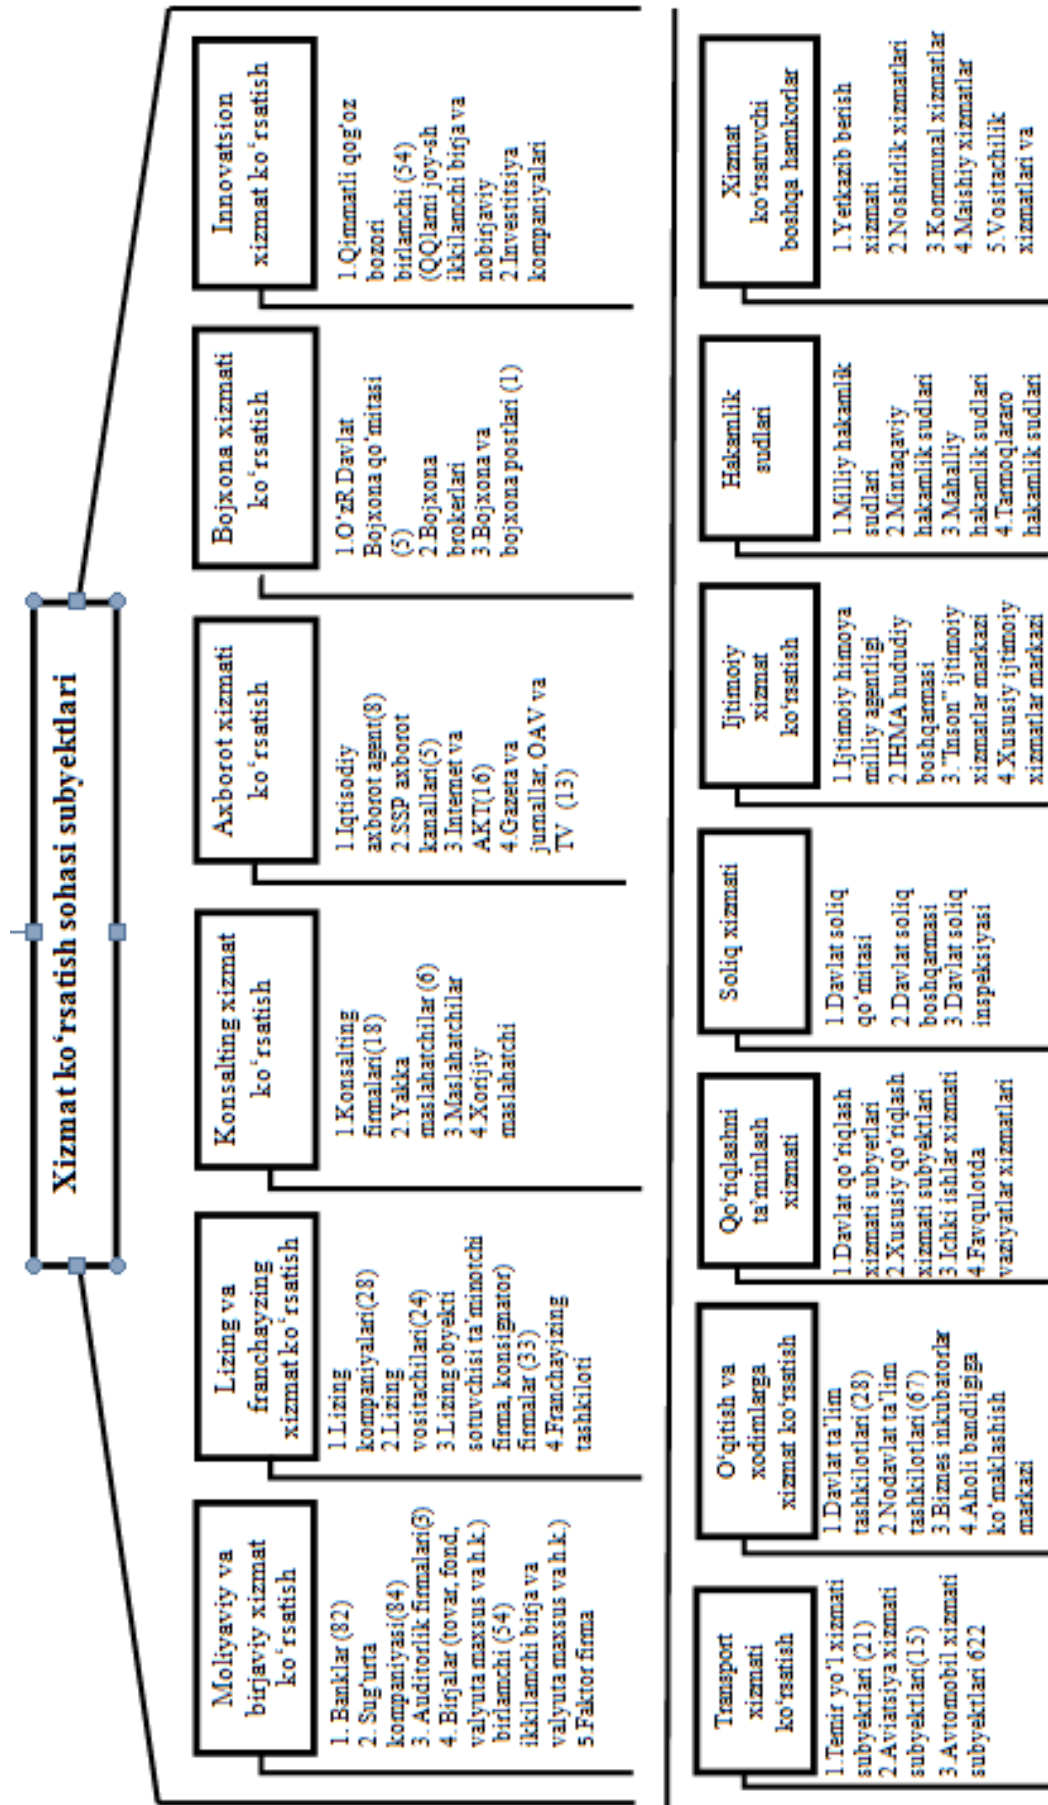 Xizmat ko‘rsatish sohasi subyektlari
Moliyaviy va
birjaviy xizmat
ko‘rsatish
1. Banklar (82)
2. Sug'urta
kompaniyasi(84)
3. Auditorlik firmalari(3)
4. Birjalar (tovar, fond,
valyuta maxsus va h.k.)
birlamchi (54)
ikkilamchi birja va
valyuta maxsus va h.k.)
5.Faktor firma
Lizing va
franchayzing
xizmatko‘rsatish
1.Lizing
kompaniyalari(28)
2.Lizing
vositachilari(24)
3.Lizing obyekti
sotuvchisi ta’minotchi
firma, konsignator)
firmalar (33)
4.Franchayizing
tashkiloti
Konsalting xizmat
ko‘rsatish
1.Konsalting
firmalari(18)
2.Yakka
maslahatchilar (6)
3.Maslahatchilar
4.Xorijiy
maslahatchi
Axborot xizmati
ko‘rsatish
1.Iqtisodiy
axborot agent(8)
2.SSP axborot
kanallari(5)
3.Internet va
AKT(16)
4.Gazeta va
jurnallar, OAV va
TV (13)
Bojxona xizmati
ko‘rsatish
1.O‘zR Davlat
Bojxona qo‘mitasi
(5)
2.Bojxona
brokerlari
3.Bojxona va
bojxona postlari (1)
Innovatsion
xizmat ko‘rsatish
1.Qimmatli qog'oz
bozori
birlamchi (54)
(QQlarni joy-sh
ikkilamchi birja va
nobirjaviy
2.Investitsiya
kompaniyalari
Transport
xizmati
ko‘rsatish
1.Temir yo‘l xizmati
subyektlari (21)
2.Aviatsiya xizmati
subyektlari(15)
3.Avtomobil xizmati
subyektlari 622
O‘qitish va
xodimlarga
xizmat ko‘rsatish
1.Davlat ta’lim
tashkilotlari(28)
2.Nodavlat ta’lim
tashkilotlari(67)
3.Biznes inkubatorlar
4.Aholi bandligiga
ko‘maklashish
markazi
Qo‘riqlashni
ta’minlash
xizmati
1.Davlat qo‘riqlash
xizmati subyetlari
2.Xususiy qo‘riqlash
xizmati subyektlari
3.Ichki ishlar xizmati
4.Favqulotda
vaziyatlar xizmatlari
Soliq xizmati
1.Davlat soliq
qo‘mitasi
2.Davlat soliq
boshqarmasi
3.Davlat soliq
inspeksiyasi
Ijtimoiy
xizmat
ko‘rsatish
1.Ijtimoiy himoya
milliy agentligi
2.IHMA hududiy
boshqarmasi
3."Inson" ijtimoiy
xizmatlar markazi
4.Xususiy ijtimoiy
xizmatlar markazi
Hakamlik
sudlari
1.Milliy hakamlik
sudlari
2.Mintaqaviy
hakamlik sudlari
3.Mahalliy
hakamlik sudlari
4.Tarmoqlararo
hakamlik sudlari
Xizmat
ko‘rsatuvchi
boshqa hamkorlar
1.Yetkazib berish
xizmati
2.Noshirlik xizmatlari
3.Kommunal xizmatlar
4.Maishiy xizmatlar
5.Vositachilik
xizmatlari va